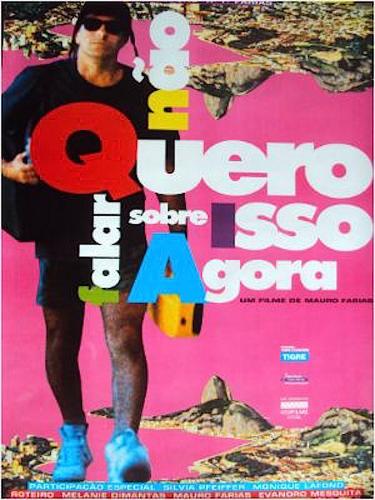 FARIAS
não
Quero
falar
sobre Isso
Agora
UM FILME DE MAURO FARIAS
TIGRE
PARTICIPAÇÃO ESPECIAL SILVIA PFEIFFER MONIQUE LAFOND
ROTEIRO MELANIE DIMANTAS MAURO FARIAS EVANDRO MESQUITA